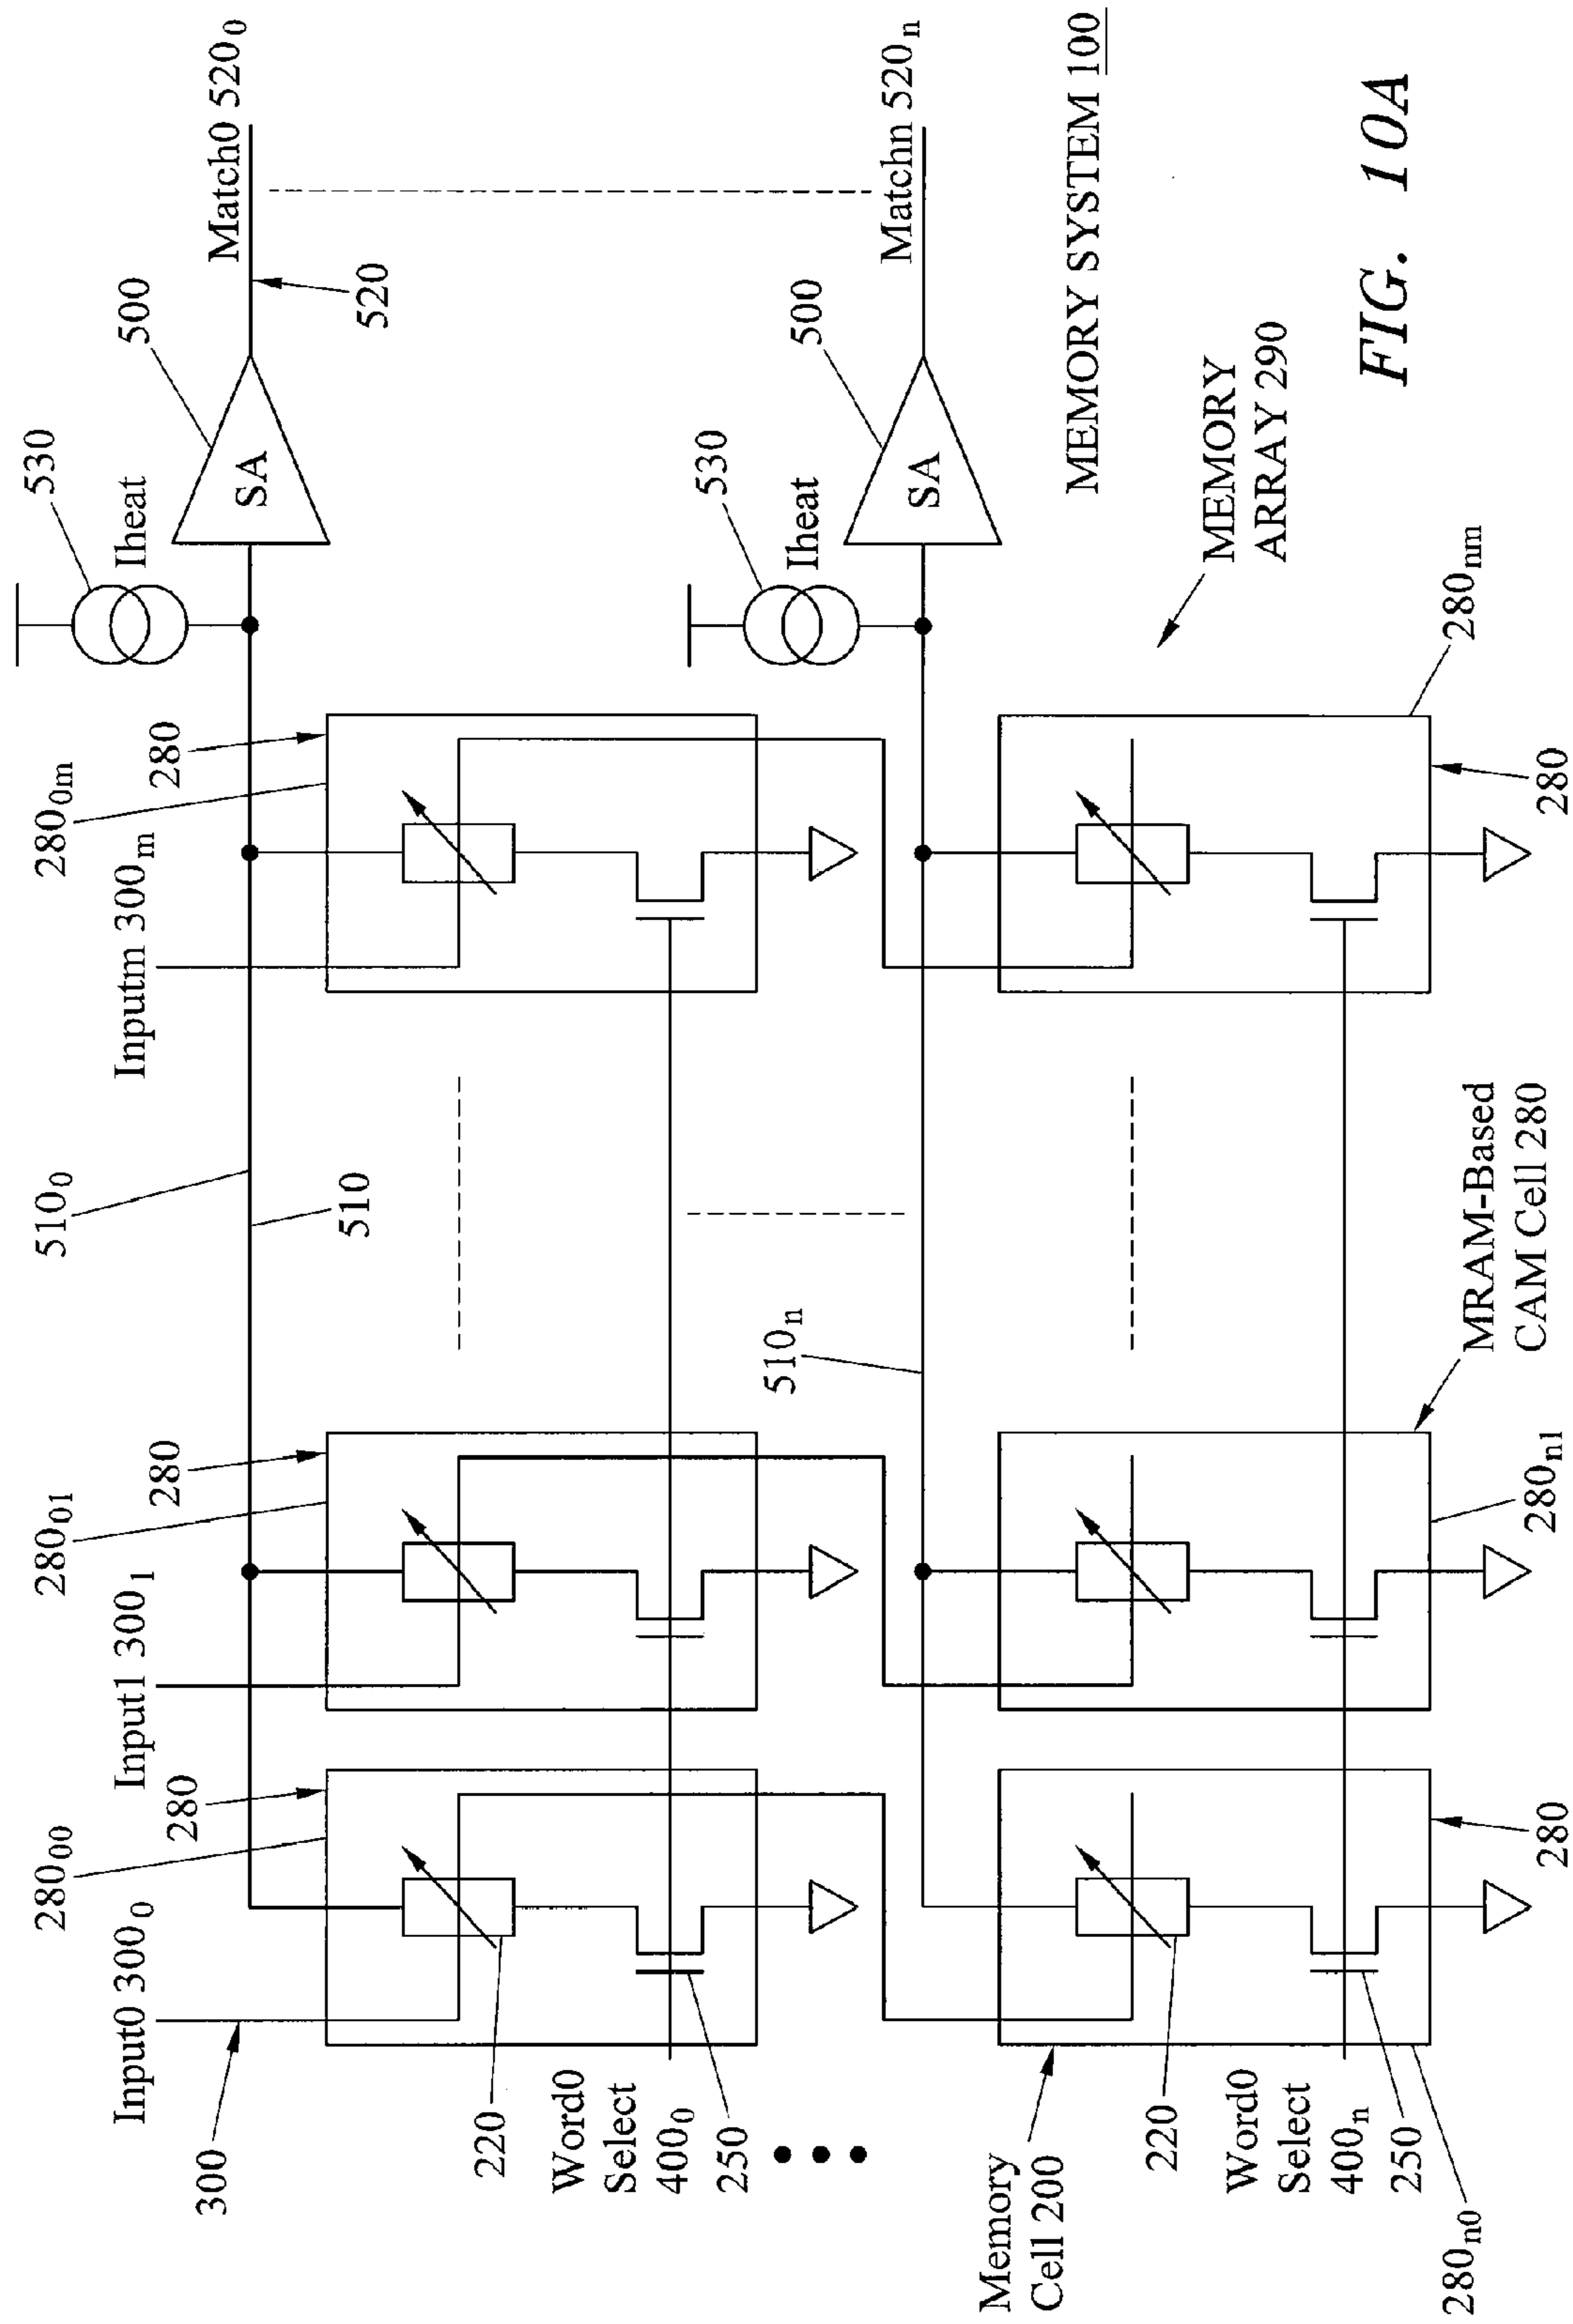 Input0 300₀
Input1 300₁
Inputm 300ₘ
300
280₀₀
280
280₀₁
280
280₀ₘ
280
510₀
510
530
Iheat
500
SA
Match0 520₀
520
220
Word0
Select
400₀
250
510ₙ
530
Iheat
500
SA
Matchn 520ₙ
Memory
Cell 200
220
Word0
Select
400ₙ
250
280ₙ₀
280
280ₙ₁
MRAM-Based
CAM Cell 280
280ₙₘ
280
MEMORY
ARRAY 290
MEMORY SYSTEM 100
FIG. 10A